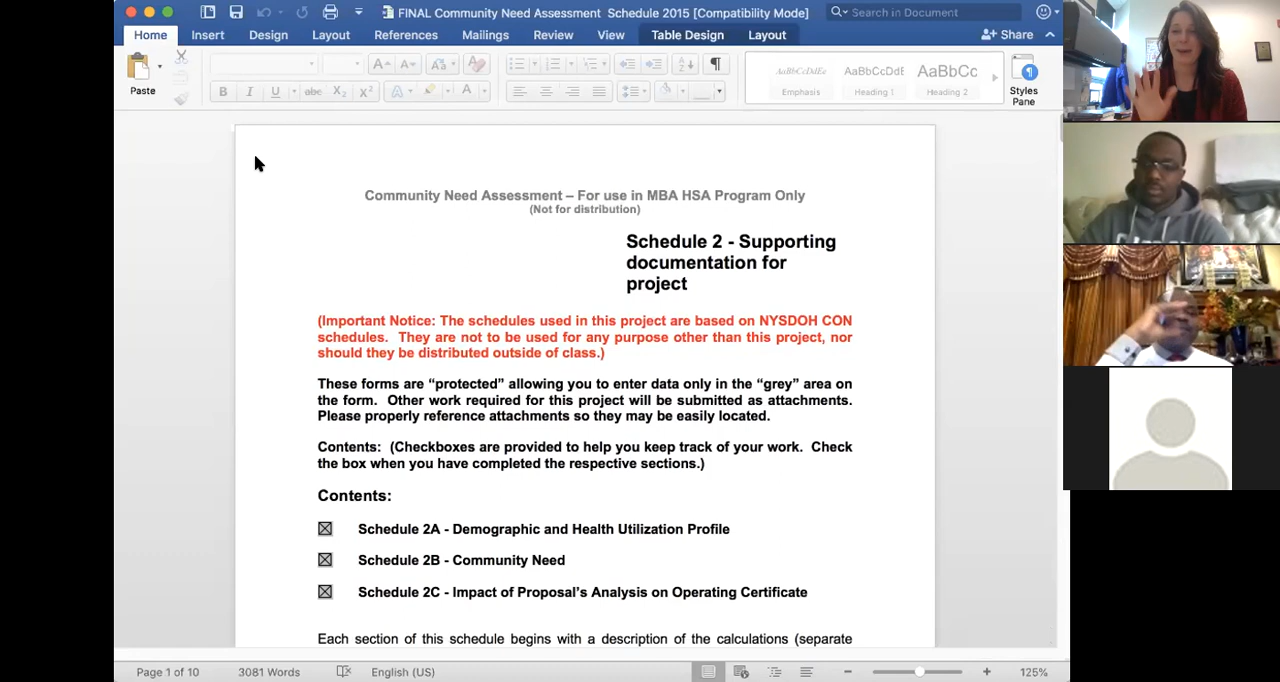 FINAL Community Need Assessment Schedule 2015 [Compatibility Mode]
Search in Document
Home Insert Design Layout References Mailings Review View Table Design Layout Share
Paste
B I U abc X₂ X²
A A A
AaBbCcDdEe AaBbCcDdE AaBbCc
Emphasis Heading 1 Heading 2
Styles
Pane
Community Need Assessment – For use in MBA HSA Program Only
(Not for distribution)
Schedule 2 - Supporting
documentation for
project
(Important Notice: The schedules used in this project are based on NYSDOH CON
schedules. They are not to be used for any purpose other than this project, nor
should they be distributed outside of class.)
These forms are “protected” allowing you to enter data only in the “grey” area on
the form. Other work required for this project will be submitted as attachments.
Please properly reference attachments so they may be easily located.
Contents: (Checkboxes are provided to help you keep track of your work. Check
the box when you have completed the respective sections.)
Contents:
Schedule 2A - Demographic and Health Utilization Profile
Schedule 2B - Community Need
Schedule 2C - Impact of Proposal’s Analysis on Operating Certificate
Each section of this schedule begins with a description of the calculations (separate
Page 1 of 10 3081 Words English (US) 125%